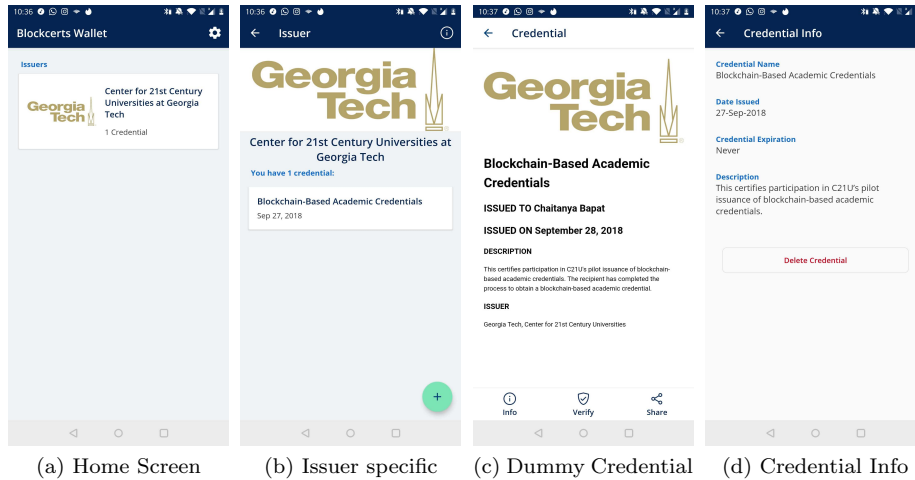 10:36
Blockcerts Wallet
Issuers
Georgia
Tech
Center for 21st Century
Universities at Georgia
Tech
1 Credential
(a) Home Screen
10:36
Issuer
Georgia
Tech
Center for 21st Century Universities at
Georgia Tech
You have 1 credential:
Blockchain-Based Academic Credentials
Sep 27, 2018
+
(b) Issuer specific
10:37
Credential
Georgia
Tech
Blockchain-Based Academic
Credentials
ISSUED TO Chaitanya Bapat
ISSUED ON September 28, 2018
DESCRIPTION
This certifies participation in C21U's pilot issuance of blockchain-
based academic credentials. The recipient has completed the
process to obtain a blockchain-based academic credential.
ISSUER
Georgia Tech, Center for 21st Century Universities
Info Verify Share
(c) Dummy Credential
10:37
Credential Info
Credential Name
Blockchain-Based Academic Credentials
Date Issued
27-Sep-2018
Credential Expiration
Never
Description
This certifies participation in C21U's pilot
issuance of blockchain-based academic
credentials.
Delete Credential
(d) Credential Info